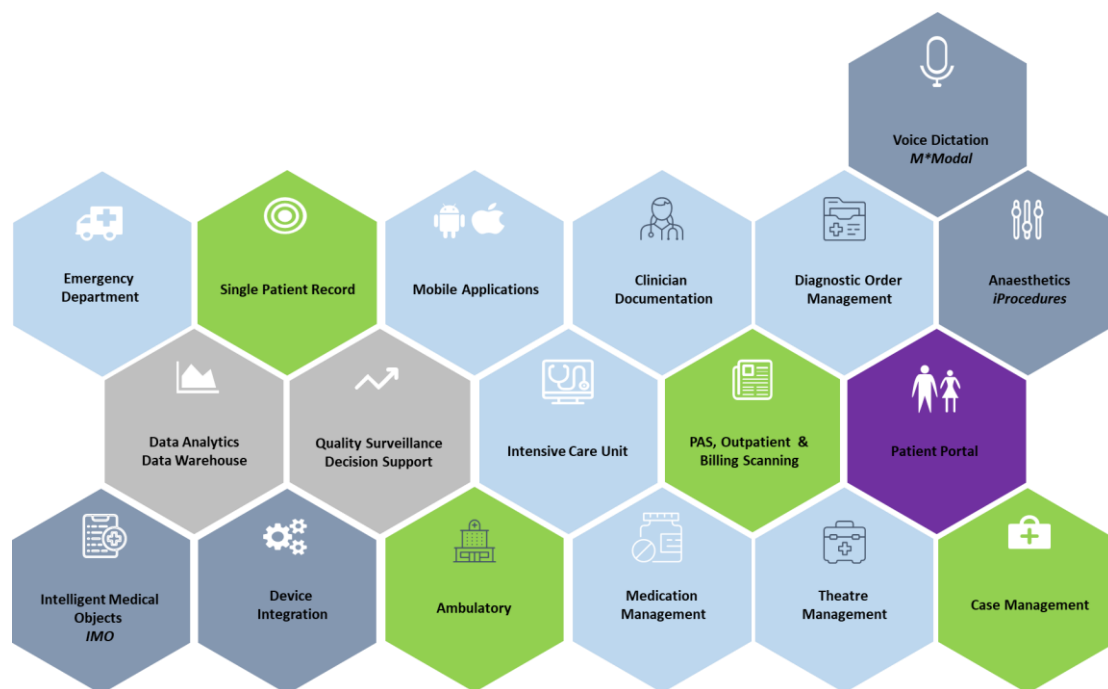 Voice Dictation
M*Modal
Emergency
Department
Single Patient Record
Mobile Applications
Clinician
Documentation
Diagnostic Order
Management
Anaesthetics
iProcedures
Data Analytics
Data Warehouse
Quality Surveillance
Decision Support
Intensive Care Unit
PAS, Outpatient &
Billing Scanning
Patient Portal
Intelligent Medical
Objects
IMO
Device
Integration
Ambulatory
Medication
Management
Theatre
Management
Case Management